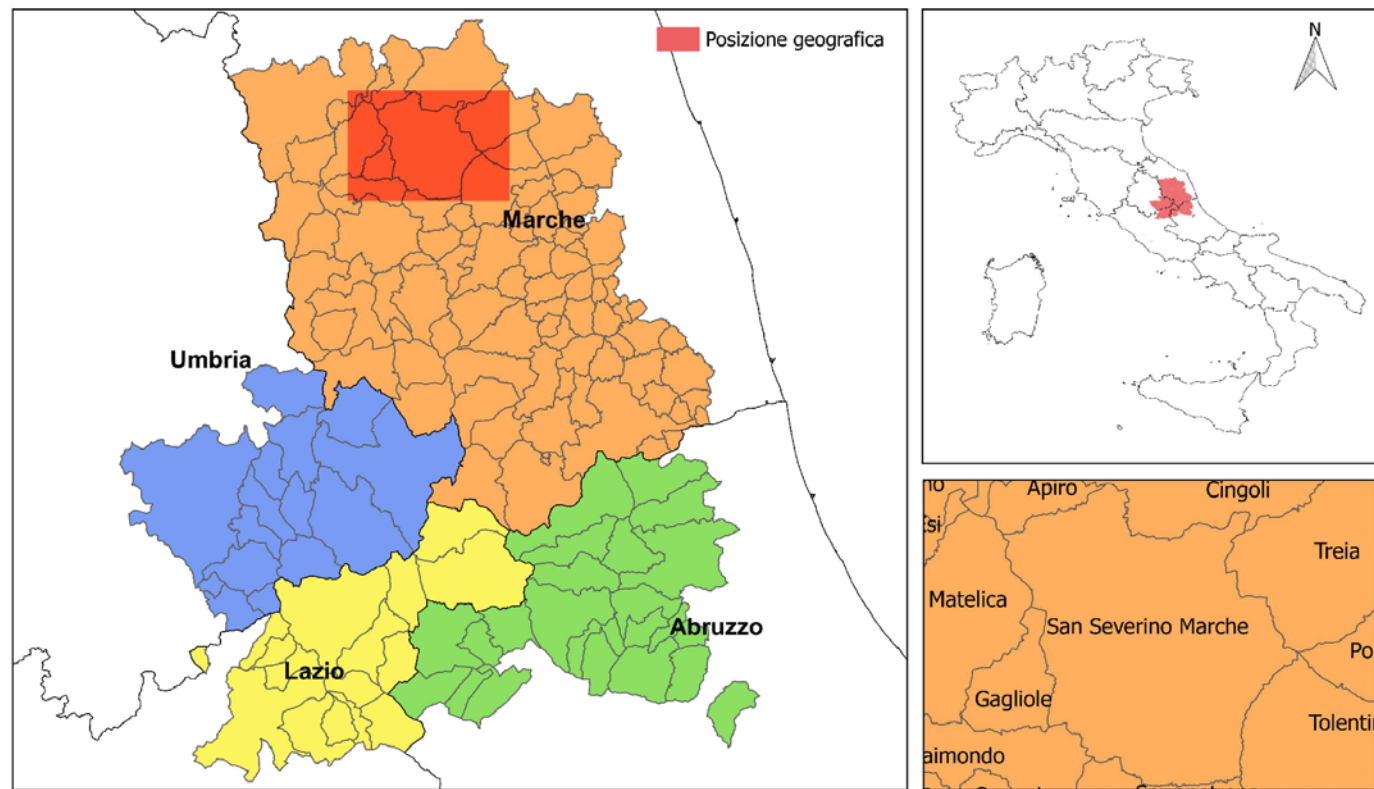 Posizione geografica
Marche
Umbria
Abruzzo
Lazio
N
Apiro
Cingoli
Treia
Matelica
San Severino Marche
Gagliole